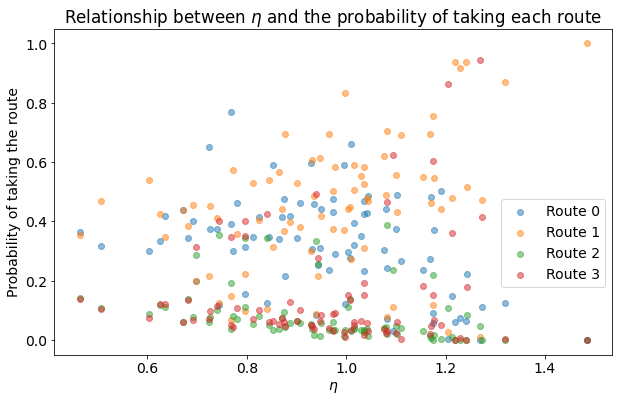 Relationship between η and the probability of taking each route
Probability of taking the route
1.0
0.8
0.6
0.4
0.2
0.0
Route 0
Route 1
Route 2
Route 3
0.6 0.8 1.0 1.2 1.4
η